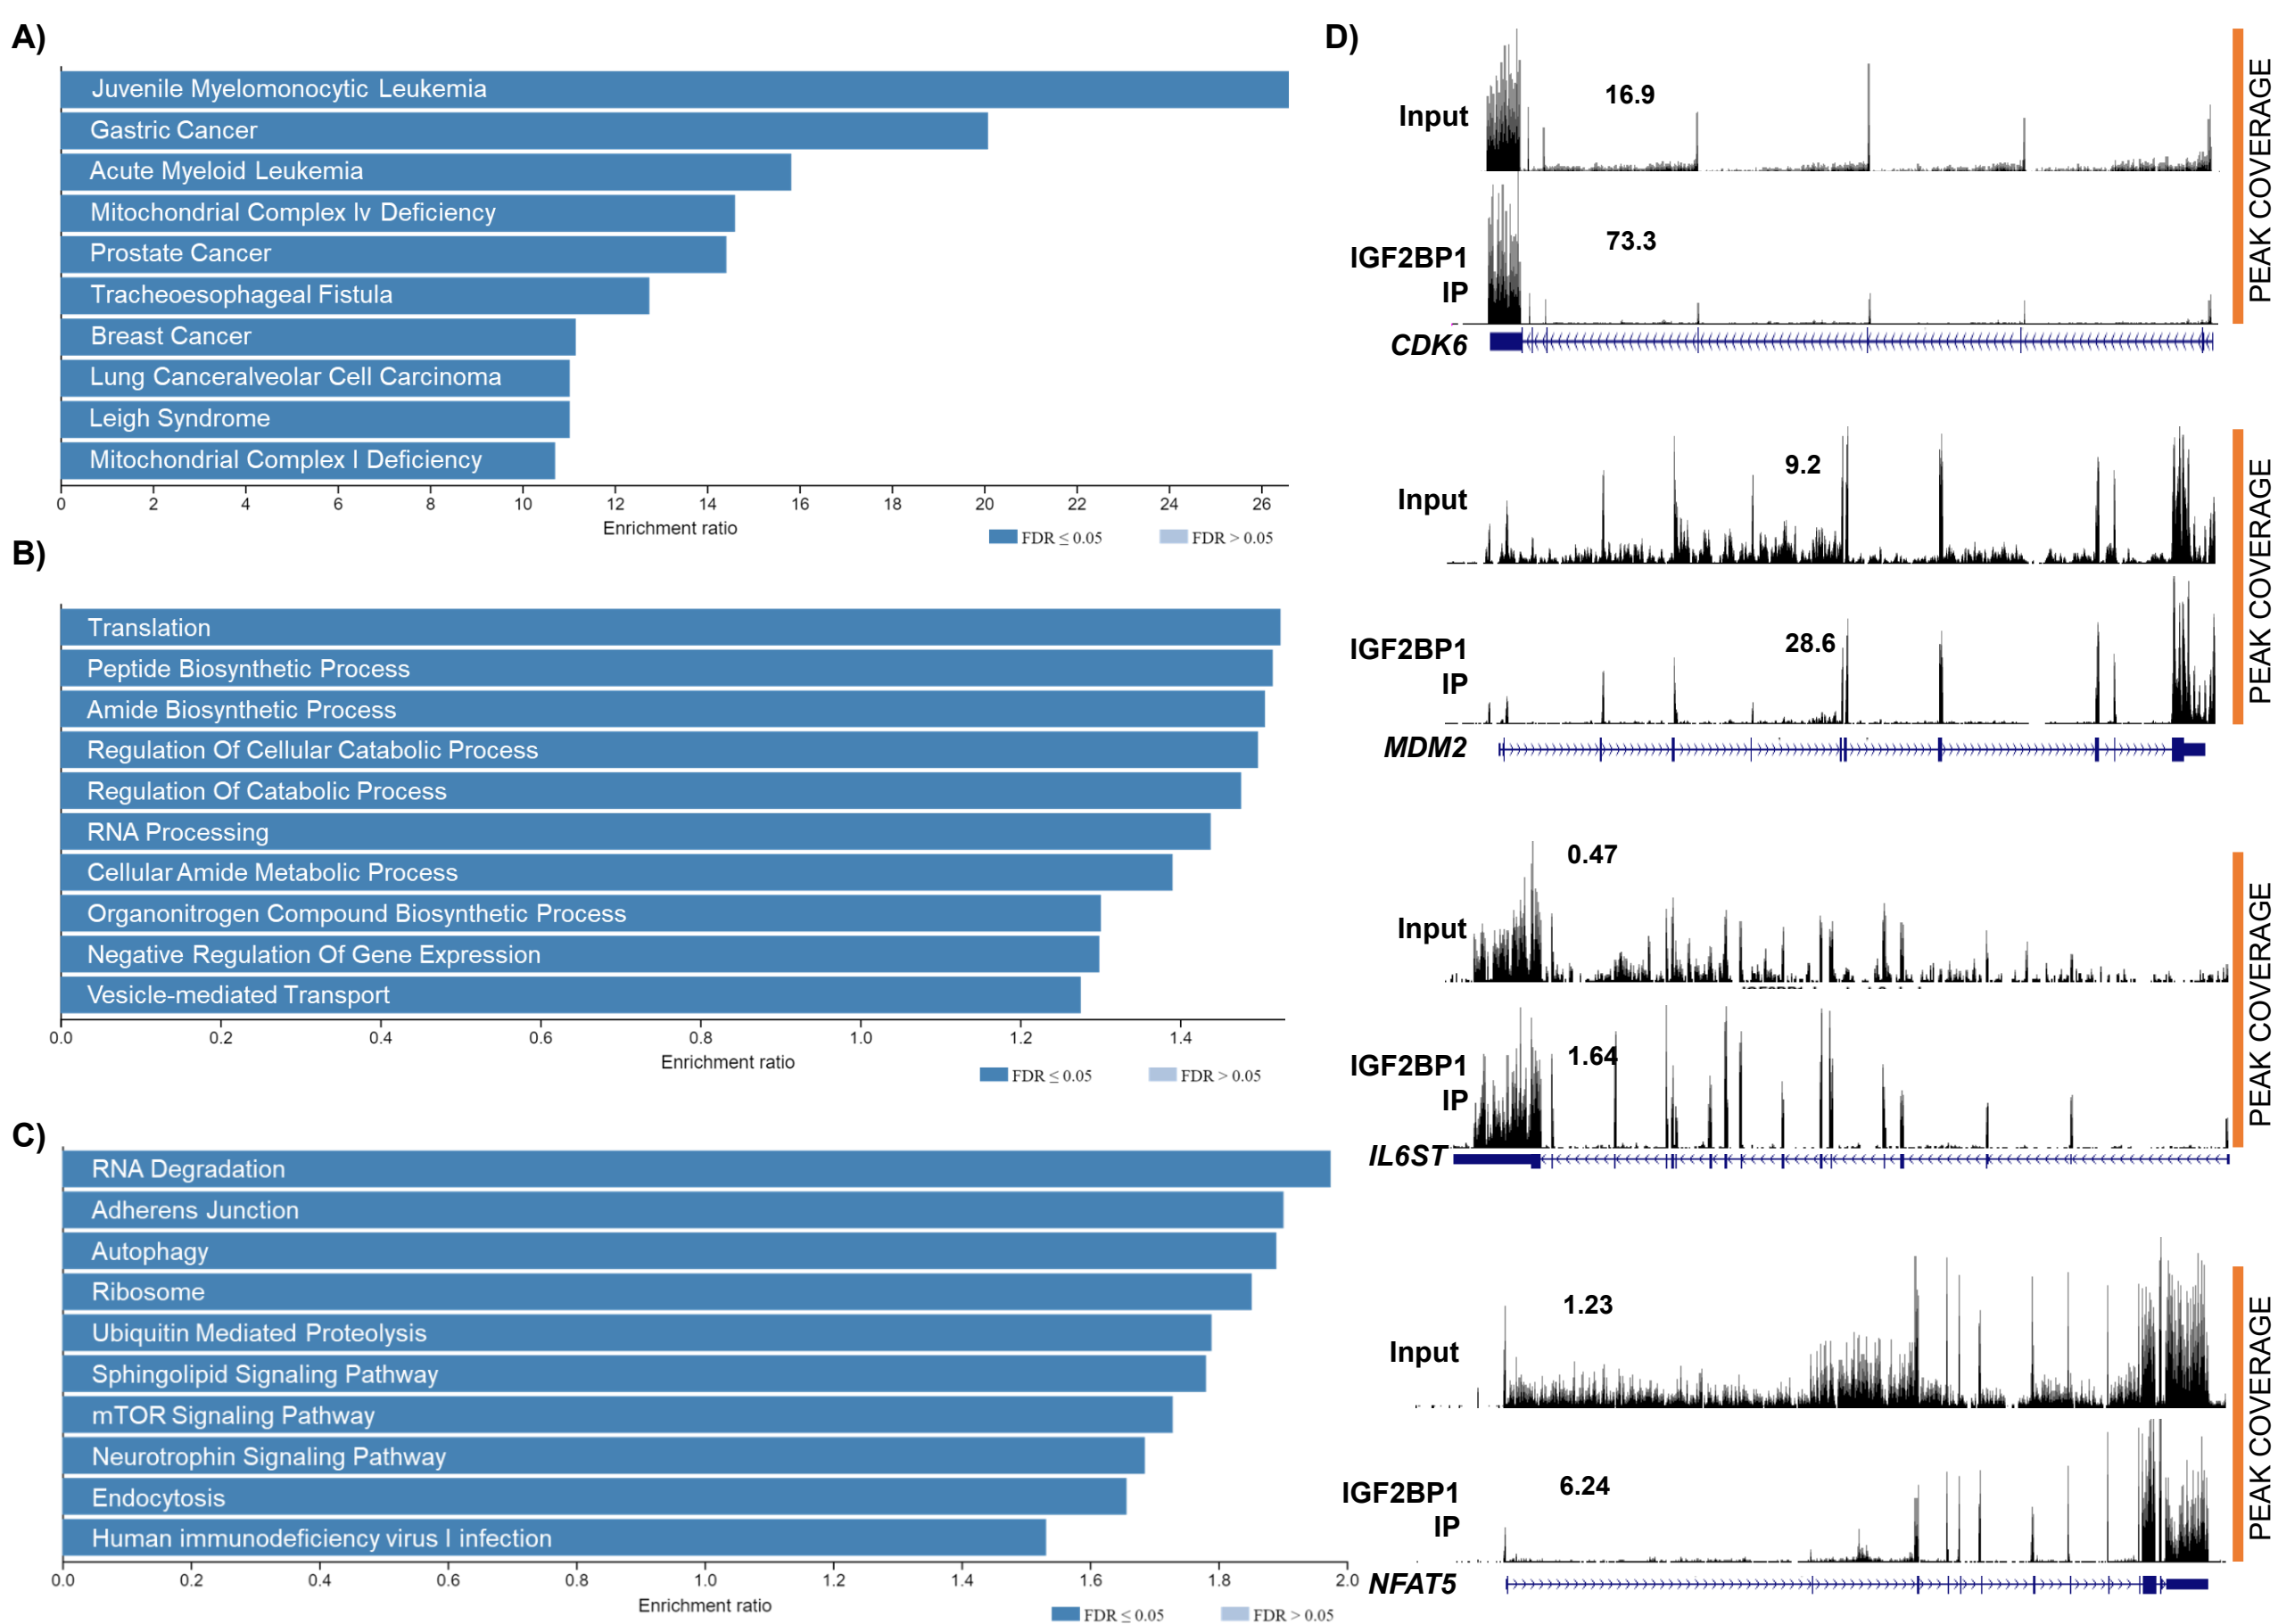 A)
Juvenile Myelomonocytic Leukemia
Gastric Cancer
Acute Myeloid Leukemia
Mitochondrial Complex Iv Deficiency
Prostate Cancer
Tracheoesophageal Fistula
Breast Cancer
Lung Canceralveolar Cell Carcinoma
Leigh Syndrome
Mitochondrial Complex I Deficiency
0 2 4 6 8 10 12 14 16 18 20 22 24 26
Enrichment ratio
FDR ≤ 0.05 FDR > 0.05
B)
Translation
Peptide Biosynthetic Process
Amide Biosynthetic Process
Regulation Of Cellular Catabolic Process
Regulation Of Catabolic Process
RNA Processing
Cellular Amide Metabolic Process
Organonitrogen Compound Biosynthetic Process
Negative Regulation Of Gene Expression
Vesicle-mediated Transport
0.0 0.2 0.4 0.6 0.8 1.0 1.2 1.4
Enrichment ratio
FDR ≤ 0.05 FDR > 0.05
C)
RNA Degradation
Adherens Junction
Autophagy
Ribosome
Ubiquitin Mediated Proteolysis
Sphingolipid Signaling Pathway
mTOR Signaling Pathway
Neurotrophin Signaling Pathway
Endocytosis
Human immunodeficiency virus I infection
0.0 0.2 0.4 0.6 0.8 1.0 1.2 1.4 1.6 1.8 2.0
Enrichment ratio
FDR ≤ 0.05 FDR > 0.05
D)
16.9
Input
73.3
IGF2BP1
IP
CDK6
PEAK COVERAGE
9.2
Input
28.6
IGF2BP1
IP
MDM2
PEAK COVERAGE
0.47
Input
1.64
IGF2BP1
IP
IL6ST
PEAK COVERAGE
1.23
Input
6.24
IGF2BP1
IP
NFAT5
PEAK COVERAGE